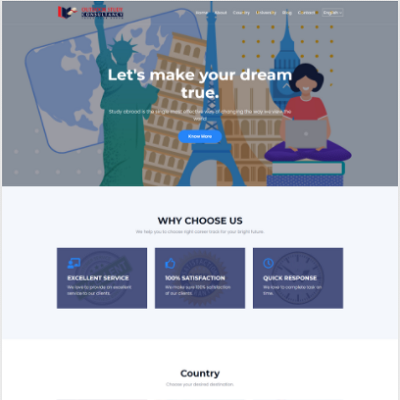 CONSULTANCY
Home About Country University Blog Contact English
Let's make your dream
true.
Study abroad is the single most effective way of changing the way we view the
world
Know More
WHY CHOOSE US
We help you to choose right career track for your bright future.
EXCELLENT SERVICE
We love to provide an excellent
service to our clients.
100% SATISFACTION
We make sure 100% satisfaction
of our clients.
QUICK RESPONSE
We love to complete task on
time.
Country
Choose your desired destination.